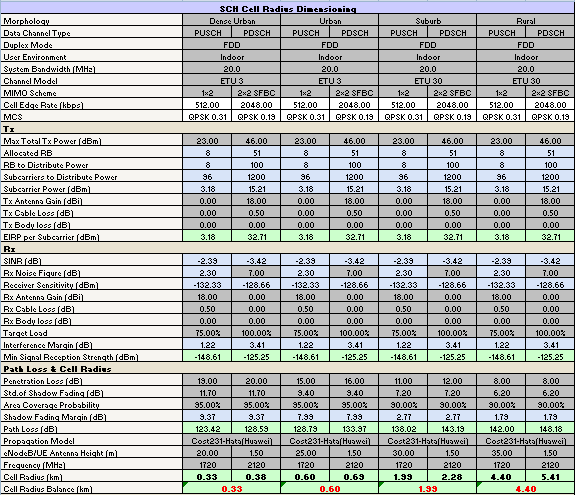 SCH Cell Radius Dimensioning
Morphology Dense Urban Urban Suburb Rural
Data Channel Type PUSCH PDSCH PUSCH PDSCH PUSCH PDSCH PUSCH PDSCH
Duplex Mode FDD FDD FDD FDD
User Environment Indoor Indoor Indoor Indoor
System Bandwidth (MHz) 20.0 20.0 20.0 20.0
Channel Model ETU 3 ETU 3 ETU 30 ETU 30
MIMO Scheme 1×2 2×2 SFBC 1×2 2×2 SFBC 1×2 2×2 SFBC 1×2 2×2 SFBC
Cell Edge Rate (kbps) 512.00 2048.00 512.00 2048.00 512.00 2048.00 512.00 2048.00
MCS QPSK 0.31 QPSK 0.19 QPSK 0.31 QPSK 0.19 QPSK 0.31 QPSK 0.19 QPSK 0.31 QPSK 0.19
Tx
Max Total Tx Power (dBm) 23.00 46.00 23.00 46.00 23.00 46.00 23.00 46.00
Allocated RB 8 51 8 51 8 51 8 51
RB to Distribute Power 8 100 8 100 8 100 8 100
Subcarriers to Distribute Power 96 1200 96 1200 96 1200 96 1200
Subcarrier Power (dBm) 3.18 15.21 3.18 15.21 3.18 15.21 3.18 15.21
Tx Antenna Gain (dBi) 0.00 18.00 0.00 18.00 0.00 18.00 0.00 18.00
Tx Cable Loss (dB) 0.00 0.50 0.00 0.50 0.00 0.50 0.00 0.50
Tx Body loss (dB) 0.00 0.00 0.00 0.00 0.00 0.00 0.00 0.00
EIRP per Subcarrier (dBm) 3.18 32.71 3.18 32.71 3.18 32.71 3.18 32.71
Rx
SINR (dB) -2.39 -3.42 -2.39 -3.42 -2.39 -3.42 -2.39 -3.42
Rx Noise Figure (dB) 2.30 7.00 2.30 7.00 2.30 7.00 2.30 7.00
Receiver Sensitivity (dBm) -132.33 -128.66 -132.33 -128.66 -132.33 -128.66 -132.33 -128.66
Rx Antenna Gain (dBi) 18.00 0.00 18.00 0.00 18.00 0.00 18.00 0.00
Rx Cable Loss (dB) 0.50 0.00 0.50 0.00 0.50 0.00 0.50 0.00
Rx Body loss (dB) 0.00 0.00 0.00 0.00 0.00 0.00 0.00 0.00
Target Load 75.00% 100.00% 75.00% 100.00% 75.00% 100.00% 75.00% 100.00%
Interference Margin (dB) 1.22 3.41 1.22 3.41 1.22 3.41 1.22 3.41
Min Signal Reception Strength (dBm) -148.61 -125.25 -148.61 -125.25 -148.61 -125.25 -148.61 -125.25
Path Loss & Cell Radius
Penetration Loss (dB) 19.00 20.00 15.00 16.00 11.00 12.00 8.00 8.00
Std.of Shadow Fading (dB) 11.70 11.70 9.40 9.40 7.20 7.20 6.20 6.20
Area Coverage Probability 95.00% 95.00% 95.00% 95.00% 90.00% 90.00% 90.00% 90.00%
Shadow Fading Margin (dB) 9.37 9.37 7.99 7.99 2.77 2.77 1.79 1.79
Path Loss (dB) 123.42 128.59 128.79 133.97 138.02 143.19 142.00 148.18
Propagation Model Cost231-Hata(Huawei) Cost231-Hata(Huawei) Cost231-Hata(Huawei) Cost231-Hata(Huawei)
eNodeB/UE Antenna Height (m) 20.00 1.50 25.00 1.50 30.00 1.50 35.00 1.50
Frequency (MHz) 1720 2110 1720 2110 1720 2110 1720 2110
Cell Radius (km) 0.33 0.38 0.60 0.69 1.99 2.28 4.40 5.41
Cell Radius Balance (km) 0.33 0.60 1.99 4.40